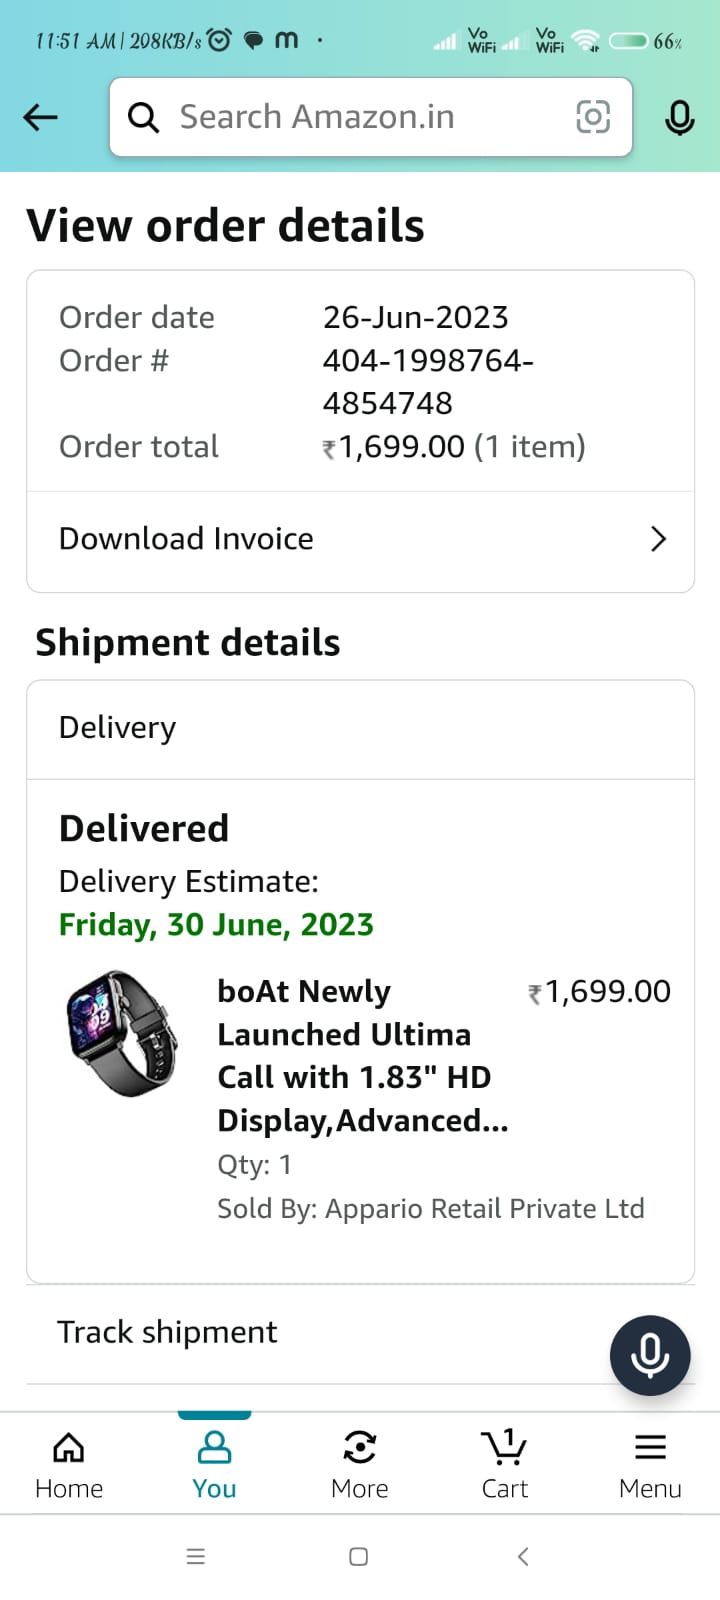 11:51 AM | 208KB/s m
Vo WiFi Vo WiFi 66%
Search Amazon.in
View order details
Order date 26-Jun-2023
Order # 404-1998764-
4854748
Order total ₹1,699.00 (1 item)
Download Invoice
Shipment details
Delivery
Delivered
Delivery Estimate:
Friday, 30 June, 2023
boAt Newly ₹1,699.00
Launched Ultima
Call with 1.83" HD
Display,Advanced...
Qty: 1
Sold By: Appario Retail Private Ltd
Track shipment
1
Home You More Cart Menu